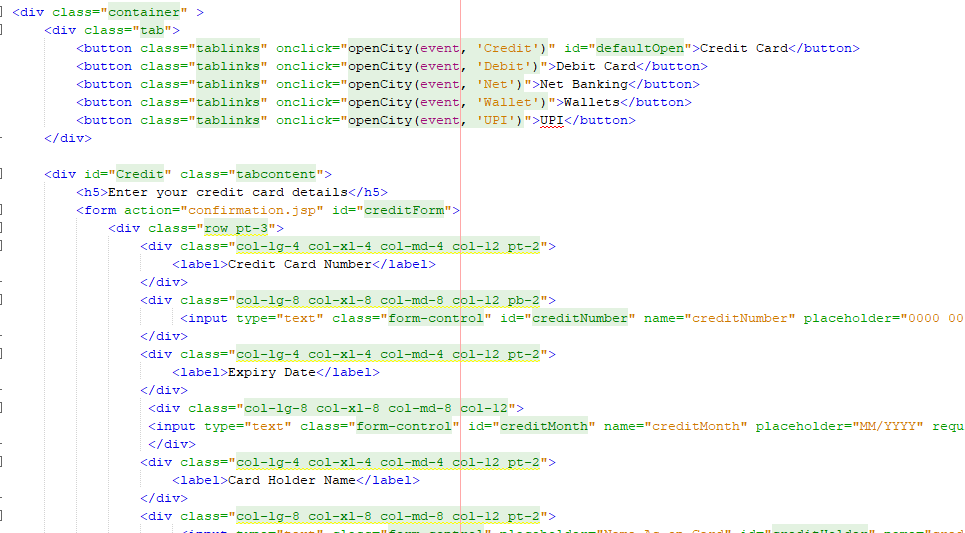 <div class="container" >
<div class="tab">
<button class="tablinks" onclick="openCity(event, 'Credit')" id="defaultOpen">Credit Card</button>
<button class="tablinks" onclick="openCity(event, 'Debit')">Debit Card</button>
<button class="tablinks" onclick="openCity(event, 'Net')">Net Banking</button>
<button class="tablinks" onclick="openCity(event, 'Wallet')">Wallets</button>
<button class="tablinks" onclick="openCity(event, 'UPI')">UPI</button>
</div>
<div id="Credit" class="tabcontent">
<h5>Enter your credit card details</h5>
<form action="confirmation.jsp" id="creditForm">
<div class="row pt-3">
<div class="col-lg-4 col-xl-4 col-md-4 col-12 pt-2">
<label>Credit Card Number</label>
</div>
<div class="col-lg-8 col-xl-8 col-md-8 col-12 pb-2">
<input type="text" class="form-control" id="creditNumber" name="creditNumber" placeholder="0000 00
</div>
<div class="col-lg-4 col-xl-4 col-md-4 col-12 pt-2">
<label>Expiry Date</label>
</div>
<div class="col-lg-8 col-xl-8 col-md-8 col-12">
<input type="text" class="form-control" id="creditMonth" name="creditMonth" placeholder="MM/YYYY" requ
</div>
<div class="col-lg-4 col-xl-4 col-md-4 col-12 pt-2">
<label>Card Holder Name</label>
</div>
<div class="col-lg-8 col-xl-8 col-md-8 col-12 pt-2">